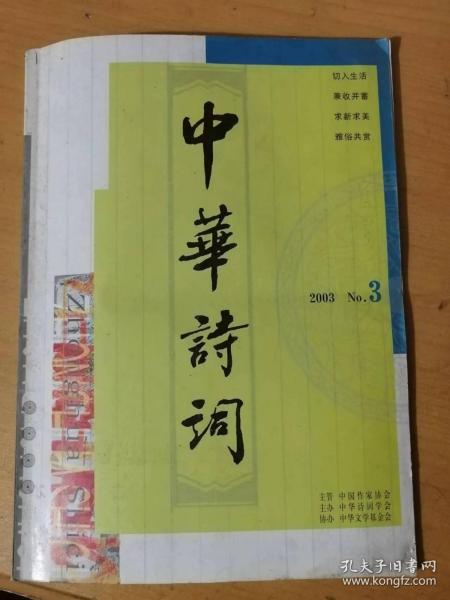 切入生活
兼收并蓄
求新求美
雅俗共赏
中華詩词
2003 No.3
Zhonghua Shici
主管 中国作家协会
主办 中华诗词学会
协办 中华文学基金会
孔夫子旧书网
www.kongfz.com